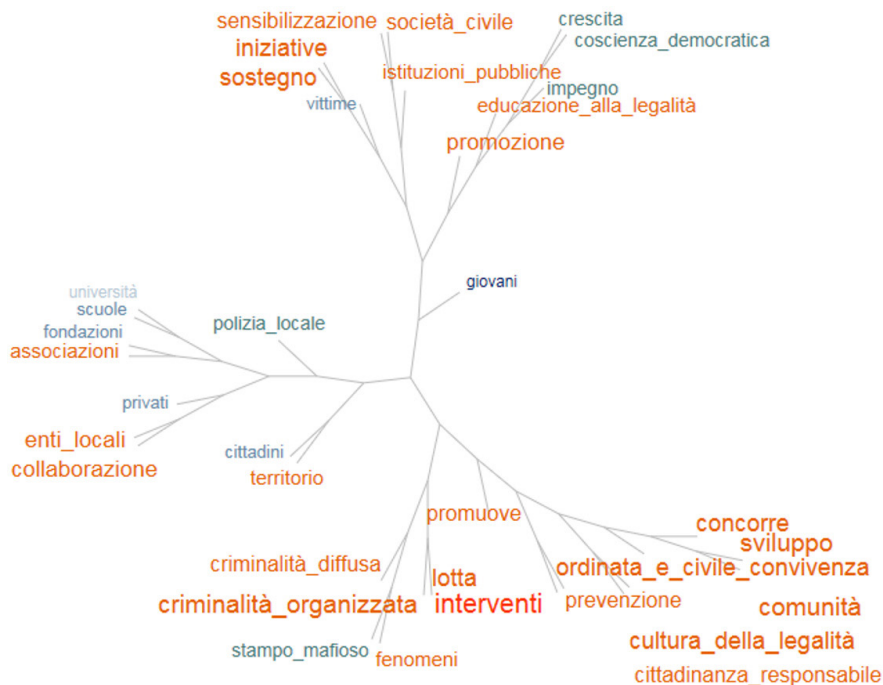 crescita
sensibilizzazione
società_civile
coscienza_democratica
iniziative
istituzioni_pubbliche
sostegno
impegno
vittime
educazione_alla_legalità
promozione
giovani
università
scuole
polizia_locale
fondazioni
associazioni
privati
enti_locali
cittadini
collaborazione
territorio
promuove
concorre
sviluppo
criminalità_diffusa
ordinata_e_civile_convivenza
lotta
criminalità_organizzata
interventi
prevenzione
comunità
cultura_della_legalità
stampo_mafioso
fenomeni
cittadinanza_responsabile